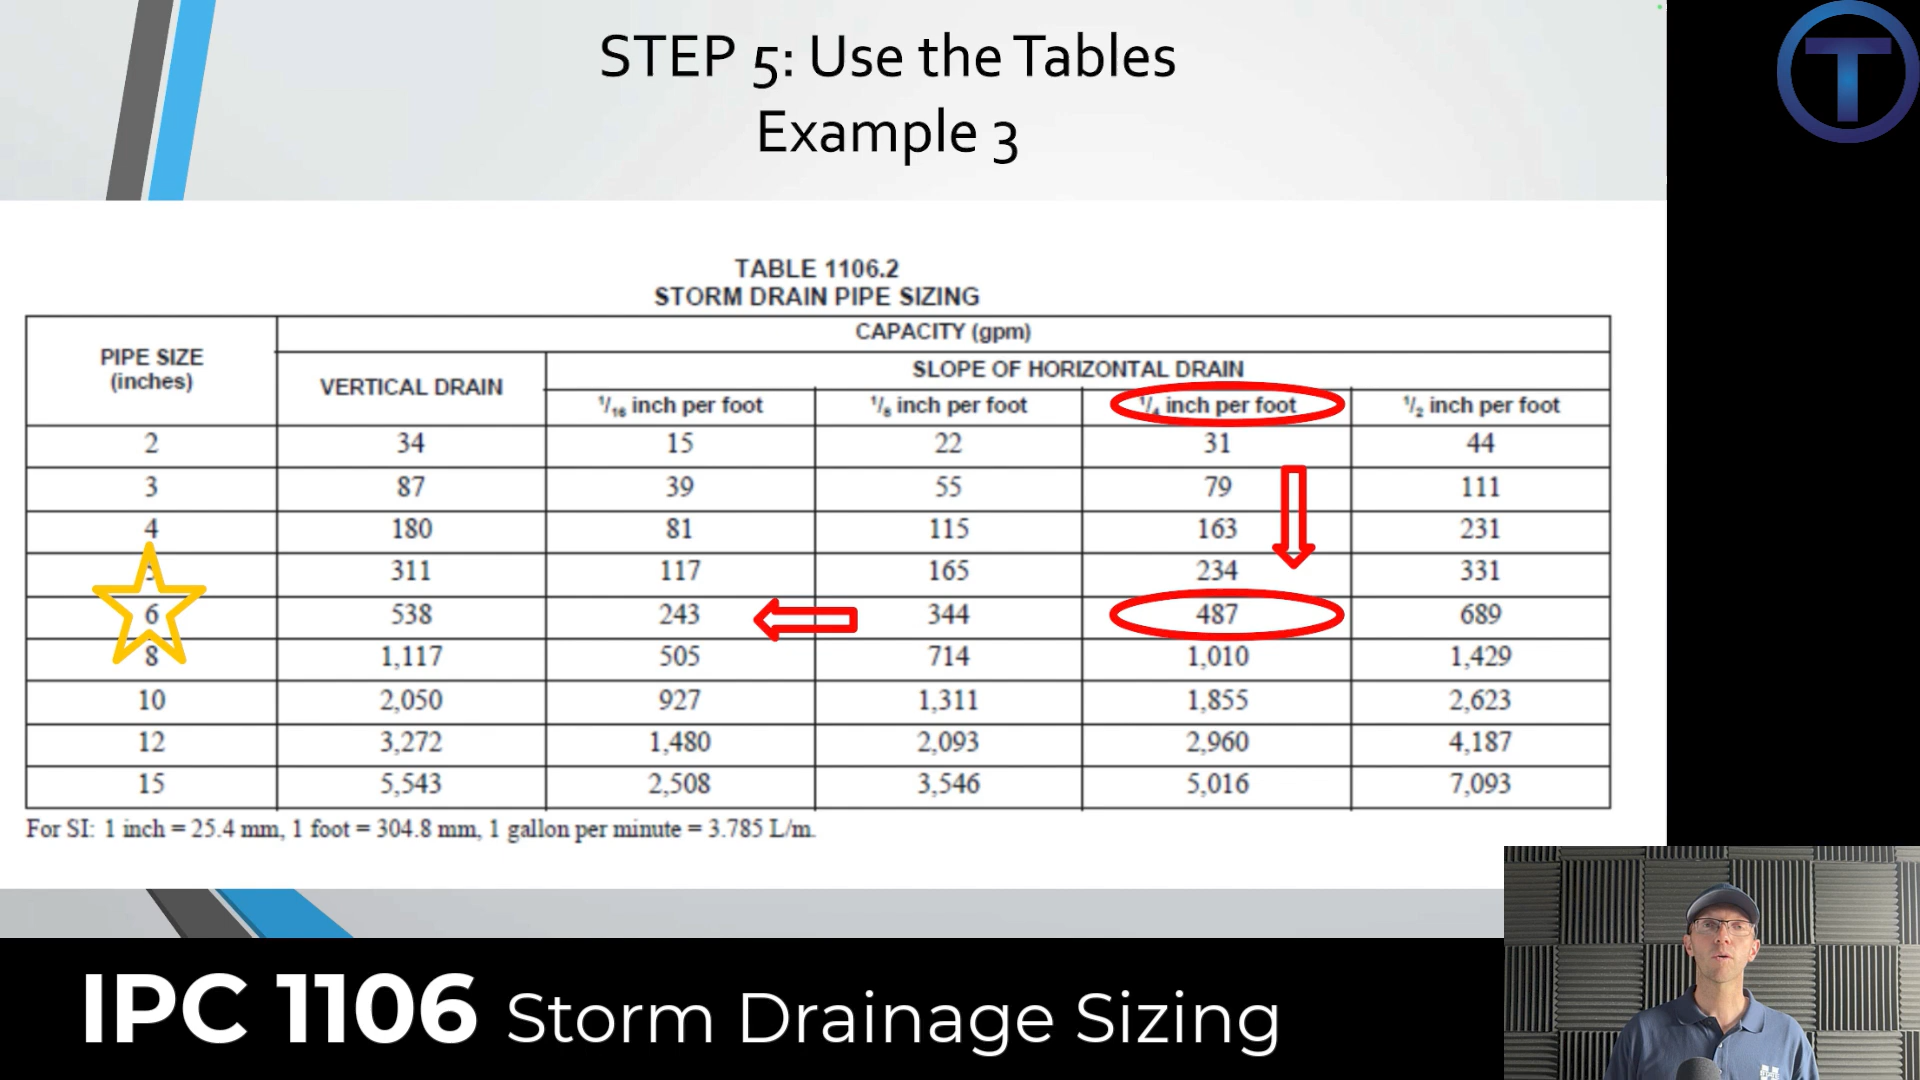 STEP 5: Use the Tables
Example 3
T
TABLE 1106.2
STORM DRAIN PIPE SIZING
PIPE SIZE
(inches)
CAPACITY (gpm)
VERTICAL DRAIN
SLOPE OF HORIZONTAL DRAIN
1/16 inch per foot 1/8 inch per foot 1/4 inch per foot 1/2 inch per foot
2 34 15 22 31 44
3 87 39 55 79 111
4 180 81 115 163 231
311 117 165 234 331
6 538 243 344 487 689
8 1,117 505 714 1,010 1,429
10 2,050 927 1,311 1,855 2,623
12 3,272 1,480 2,093 2,960 4,187
15 5,543 2,508 3,546 5,016 7,093
For SI: 1 inch = 25.4 mm, 1 foot = 304.8 mm, 1 gallon per minute = 3.785 L/m.
IPC 1106 Storm Drainage Sizing